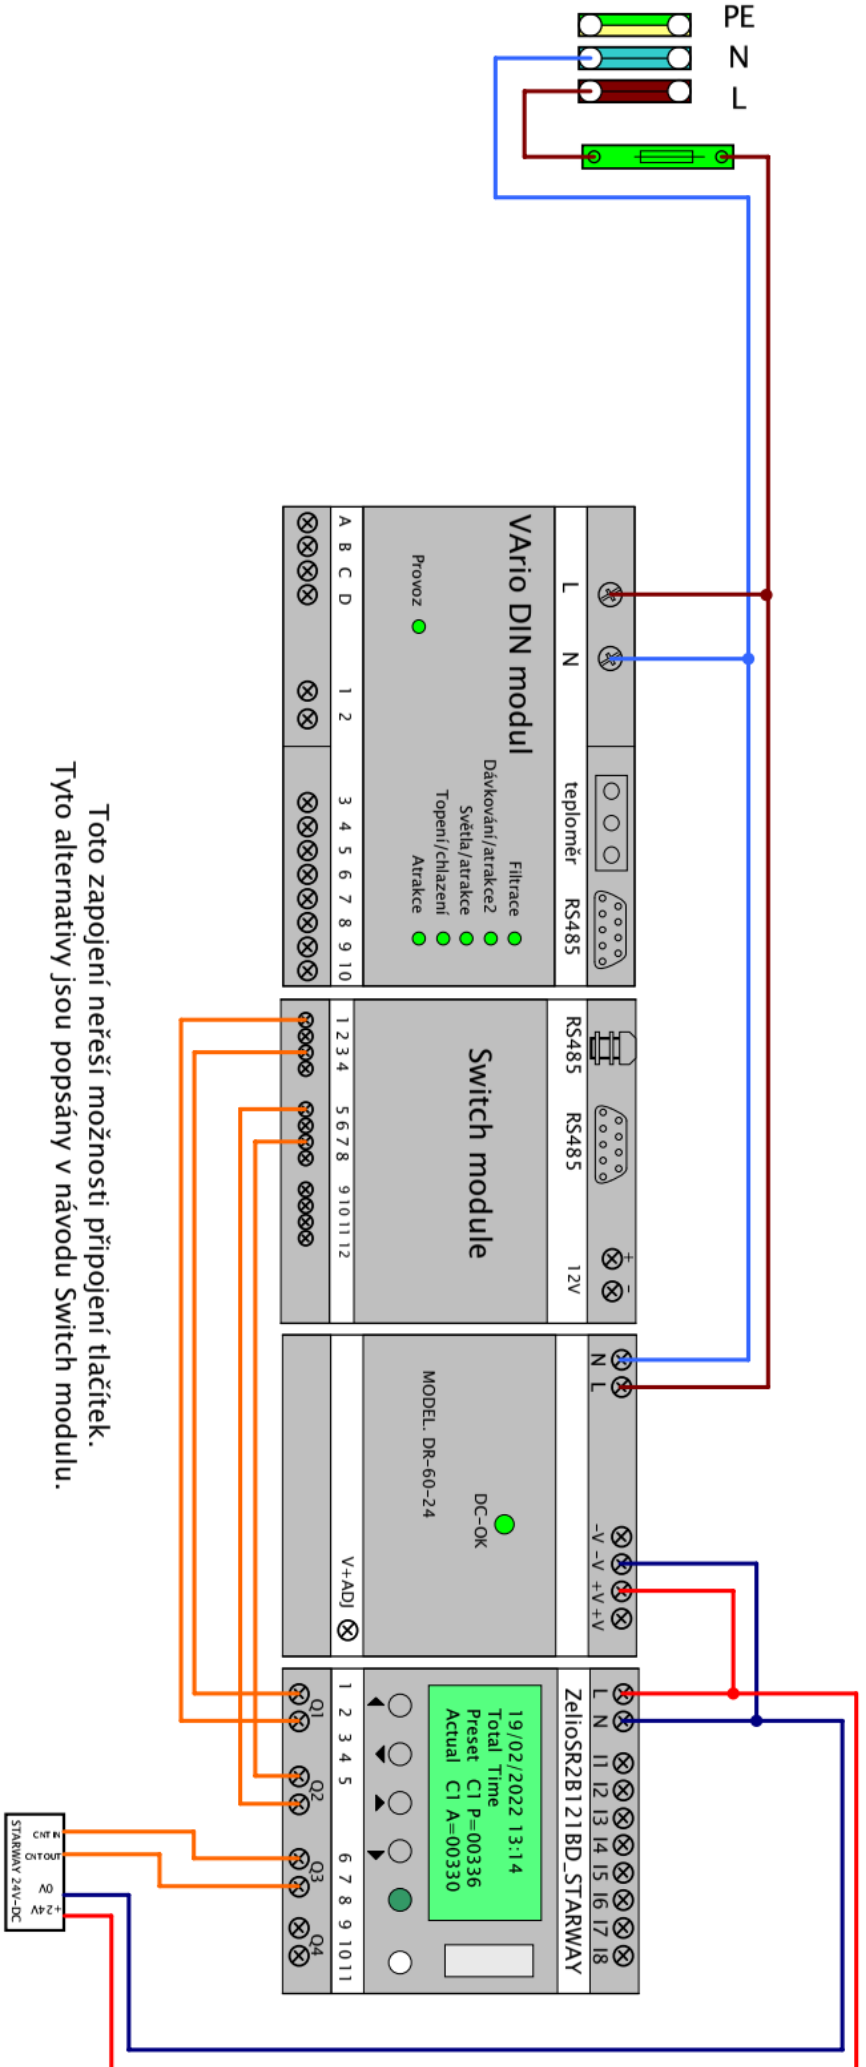 PE
N
L
VArio DIN modul
L
N
teploměr
RS485
Provoz
Filtrace
Dávkování/atrakce2
Světla/atrakce
Topení/chlazení
Atrakce
A B C D
1 2
3 4 5 6 7 8 9 10
Switch module
RS485
RS485
+ -
12V
1 2 3 4
5 6 7 8
9 10 11 12
N L
-V -V +V +V
DC-OK
MODEL. DR-60-24
V+ADJ
L N I1 I2 I3 I4 I5 I6 I7 I8
ZelioSR2B121BD_STARWAY
19/02/2022 13:14
Total Time
Preset C1 P=00336
Actual C1 A=00330
1 2 3 4 5 6 7 8 9 10 11
Q1 Q2 Q3 Q4
CNT IN
CNT OUT
0V
+24V
STARWAY 24V-DC
Toto zapojení neřeší možnosti připojení tlačítek.
Tyto alternativy jsou popsány v návodu Switch modulu.